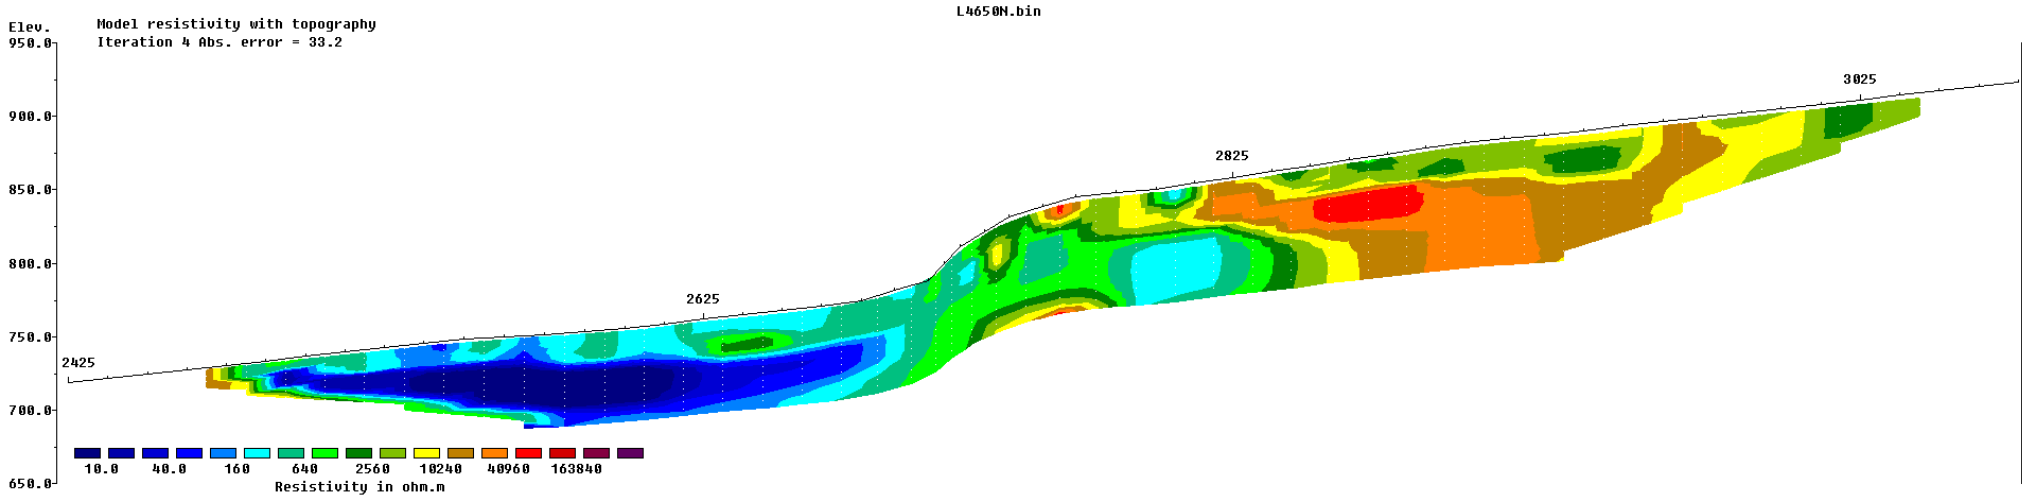 L4650N.bin
Elev.
Model resistivity with topography
Iteration 4 Abs. error = 33.2
950.0
900.0
850.0
800.0
750.0
700.0
650.0
2425
2625
2825
3025
10.0 40.0 160 640 2560 10240 40960 163840
Resistivity in ohm.m